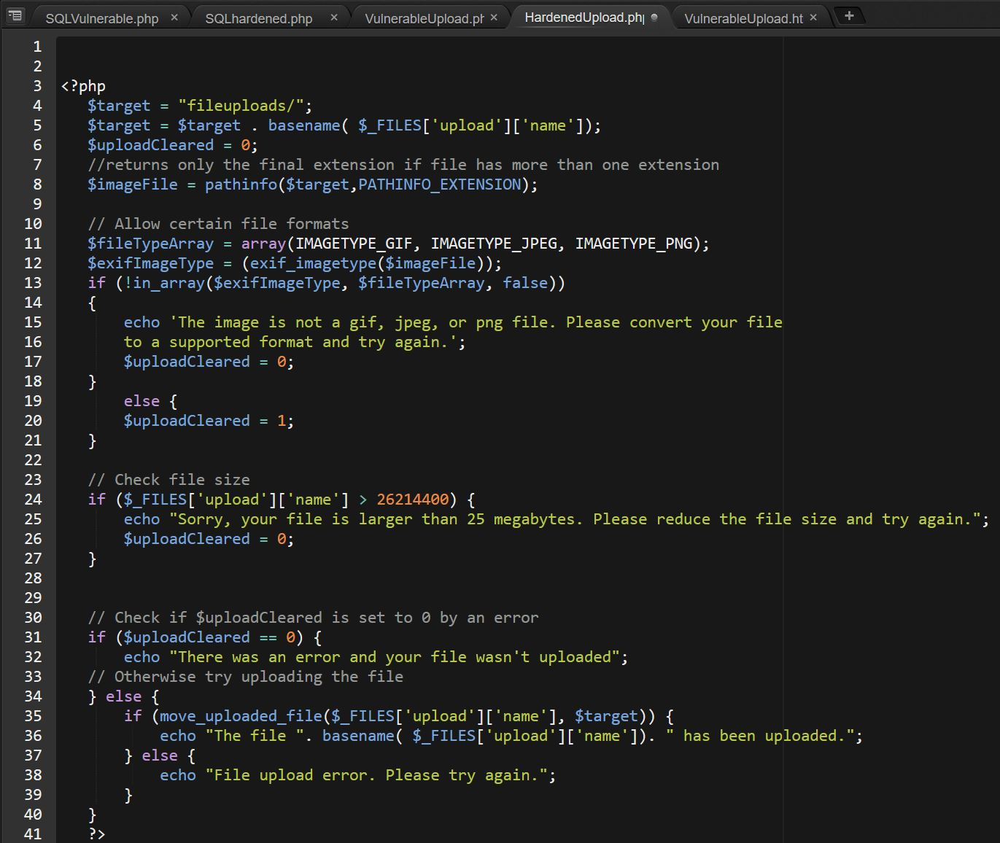 SQLVulnerable.php × SQLhardened.php × VulnerableUpload.ph × HardenedUpload.php VulnerableUpload.ht × +
1
2
3 <?php
4 $target = "fileuploads/";
5 $target = $target . basename( $_FILES['upload']['name']);
6 $uploadCleared = 0;
7 //returns only the final extension if file has more than one extension
8 $imageFile = pathinfo($target,PATHINFO_EXTENSION);
9
10 // Allow certain file formats
11 $fileTypeArray = array(IMAGETYPE_GIF, IMAGETYPE_JPEG, IMAGETYPE_PNG);
12 $exifImageType = (exif_imagetype($imageFile));
13 if (!in_array($exifImageType, $fileTypeArray, false))
14 {
15 echo 'The image is not a gif, jpeg, or png file. Please convert your file
16 to a supported format and try again.';
17 $uploadCleared = 0;
18 }
19 else {
20 $uploadCleared = 1;
21 }
22
23 // Check file size
24 if ($_FILES['upload']['name'] > 26214400) {
25 echo "Sorry, your file is larger than 25 megabytes. Please reduce the file size and try again.";
26 $uploadCleared = 0;
27 }
28
29
30 // Check if $uploadCleared is set to 0 by an error
31 if ($uploadCleared == 0) {
32 echo "There was an error and your file wasn't uploaded";
33 // Otherwise try uploading the file
34 } else {
35 if (move_uploaded_file($_FILES['upload']['name'], $target)) {
36 echo "The file ". basename( $_FILES['upload']['name']). " has been uploaded.";
37 } else {
38 echo "File upload error. Please try again.";
39 }
40 }
41 ?>